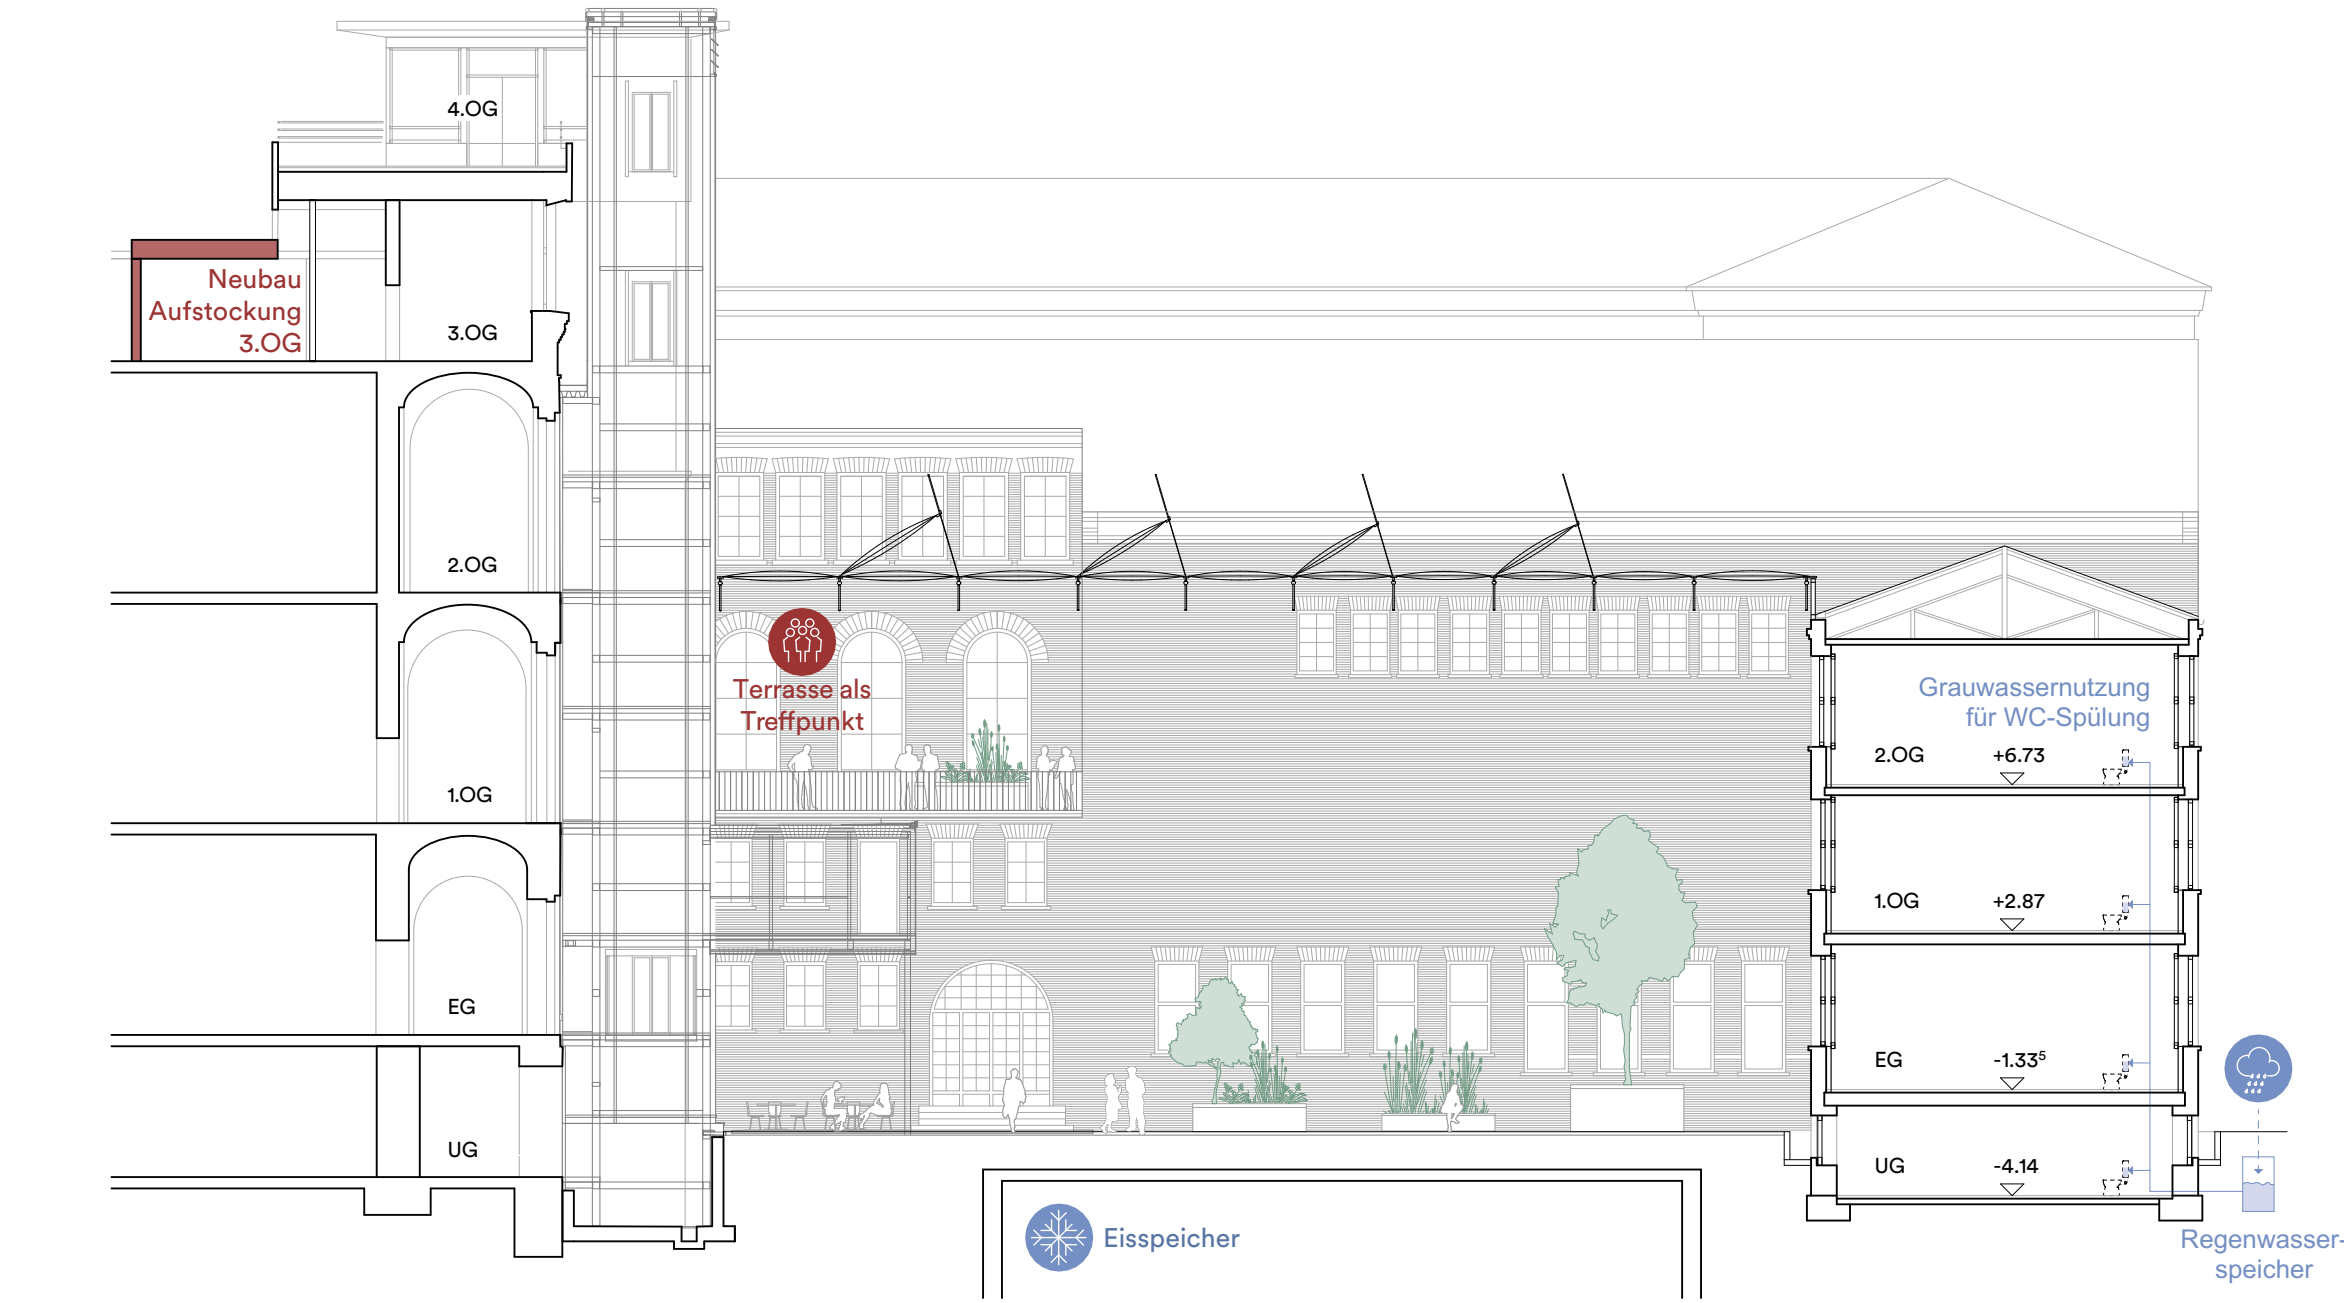 4.OG
Neubau
Aufstockung
3.OG
3.OG
2.OG
1.OG
EG
UG
Terrasse als
Treffpunkt
Eisspeicher
Grauwassernutzung
für WC-Spülung
2.OG +6.73
1.OG +2.87
EG -1.33⁵
UG -4.14
Regenwasser-
speicher